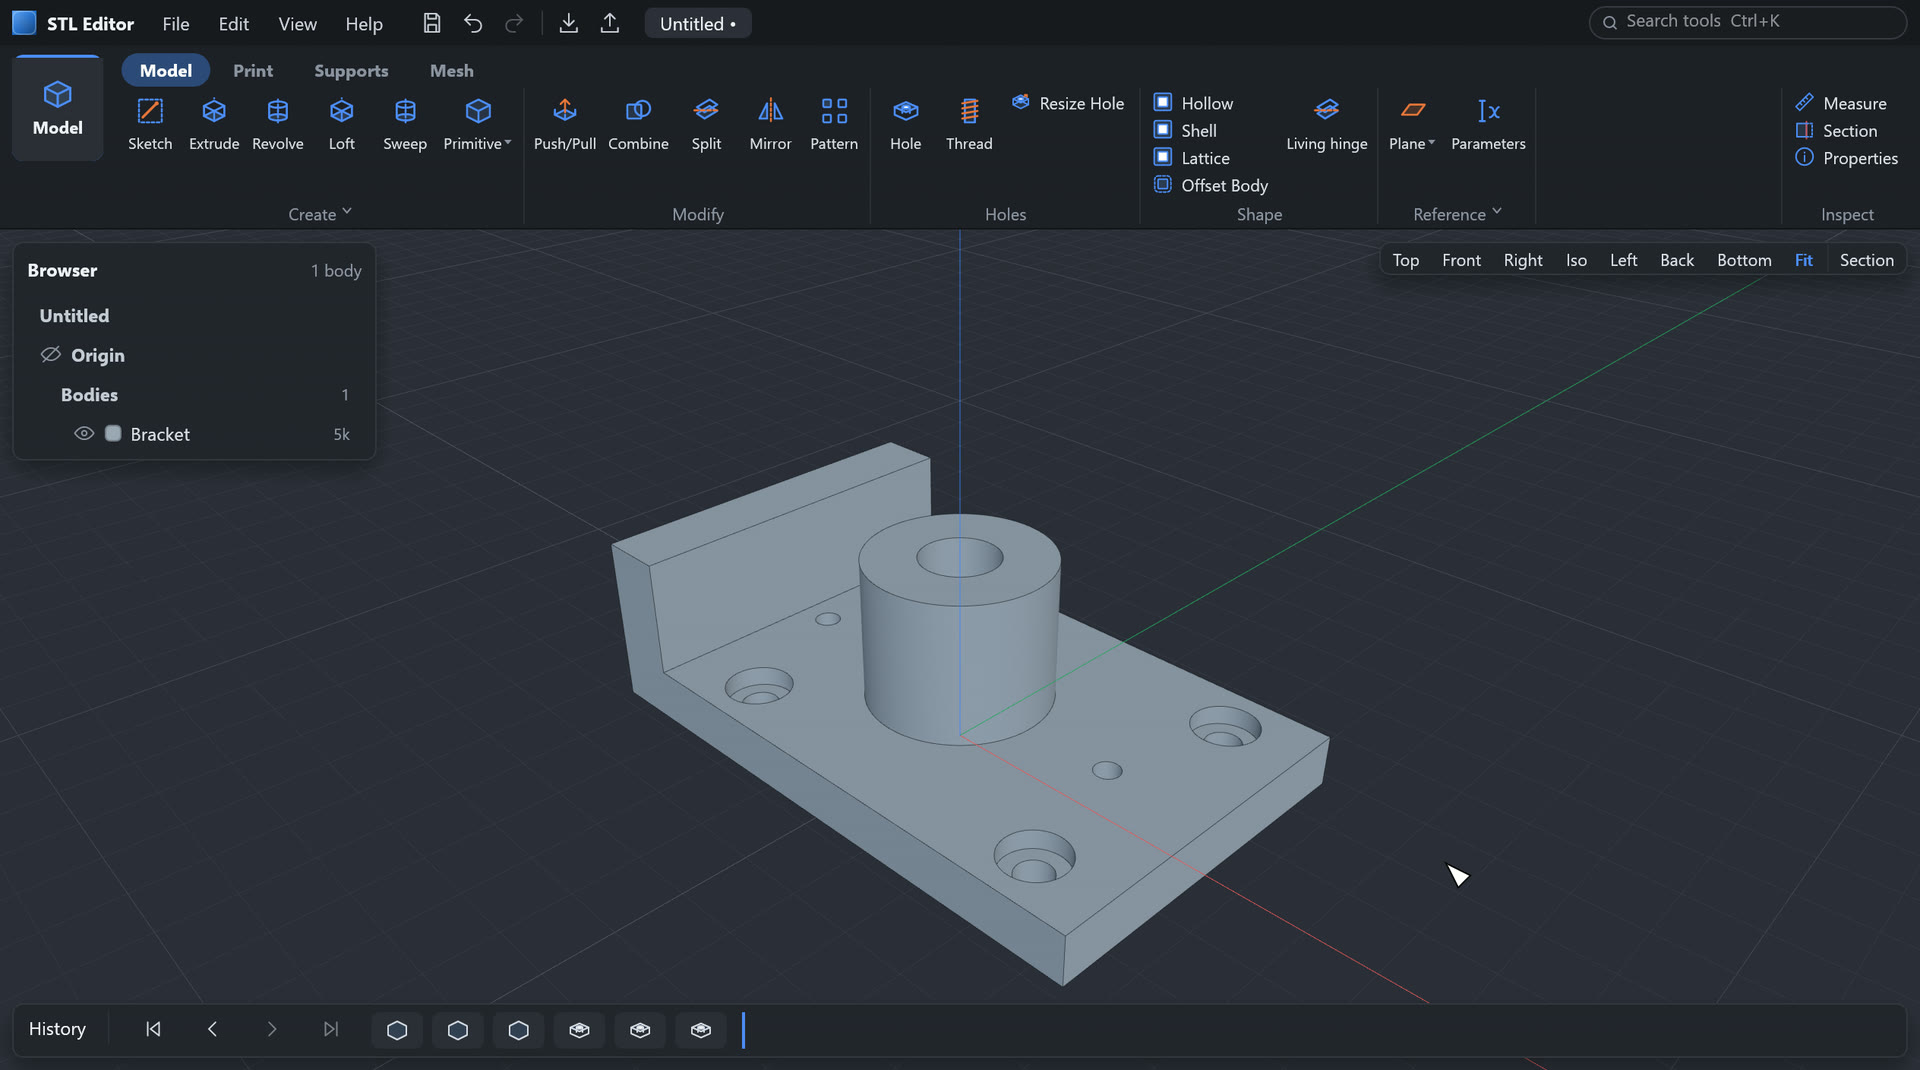 STL Editor File Edit View Help Untitled • Search tools Ctrl+K
Model Print Supports Mesh
Model
Sketch Extrude Revolve Loft Sweep Primitive
Create
Push/Pull Combine Split Mirror Pattern
Modify
Hole Thread Resize Hole
Holes
Hollow
Shell
Lattice
Offset Body
Living hinge
Shape
Plane Parameters
Reference
Measure
Section
Properties
Inspect
Browser 1 body
Untitled
Origin
Bodies 1
Bracket 5k
Top Front Right Iso Left Back Bottom Fit Section
History